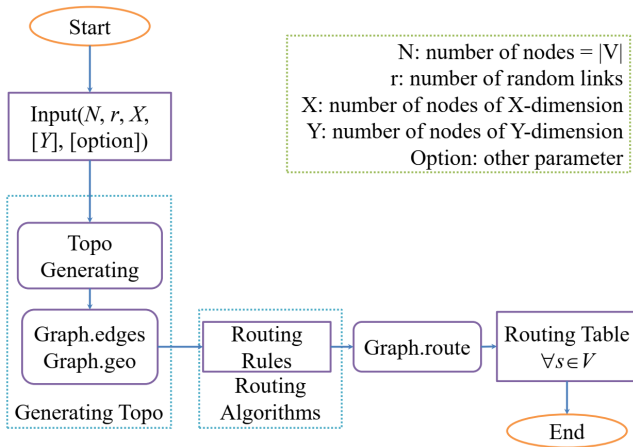 Start
N: number of nodes = |V|
r: number of random links
X: number of nodes of X-dimension
Y: number of nodes of Y-dimension
Option: other parameter
Input(N, r, X,
[Y], [option])
Topo
Generating
Graph.edges
Graph.geo
Generating Topo
Routing
Rules
Routing
Algorithms
Graph.route
Routing Table
∀s∈V
End